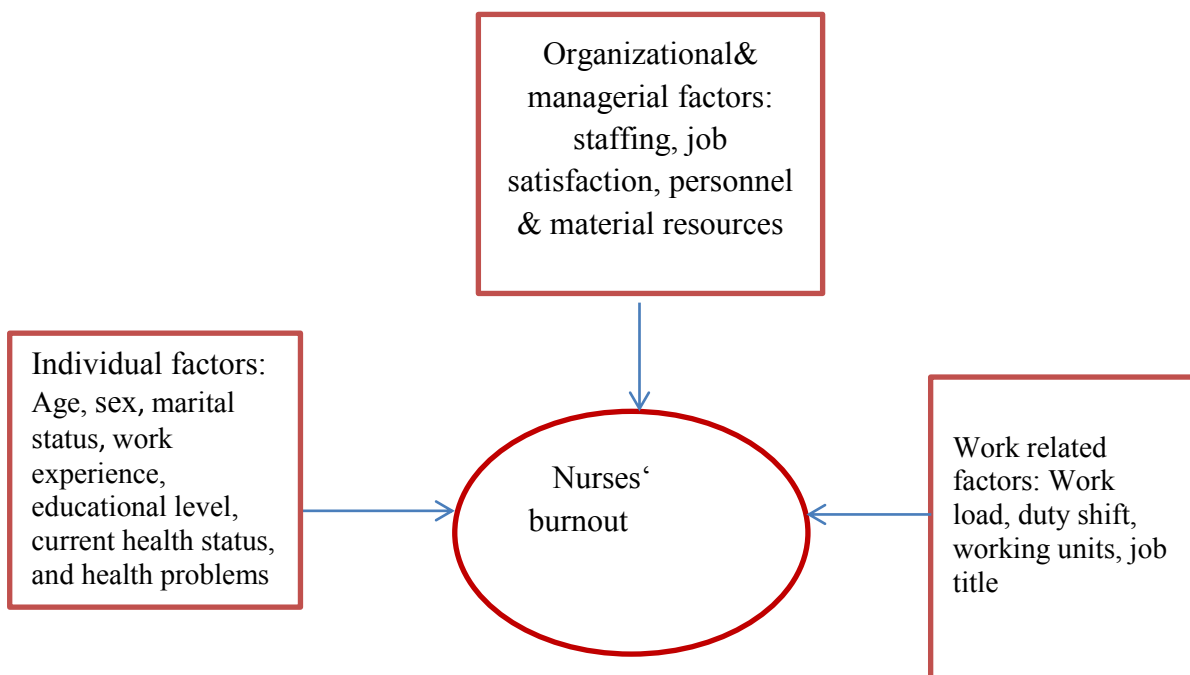 Organizational&
managerial factors:
staffing, job
satisfaction, personnel
& material resources
Individual factors:
Age, sex, marital
status, work
experience,
educational level,
current health status,
and health problems
Nurses‘
burnout
Work related
factors: Work
load, duty shift,
working units, job
title